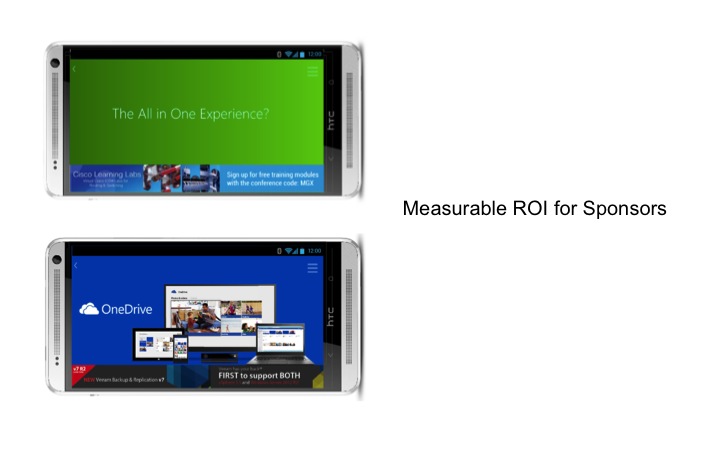 12:00
The All in One Experience?
htc
Cisco Learning Labs
Sign up for free training modules
with the conference code: MGX
Measurable ROI for Sponsors
12:00
OneDrive
htc
v7 R2
NEW Veeam Backup & Replication v7
FIRST to support BOTH
and